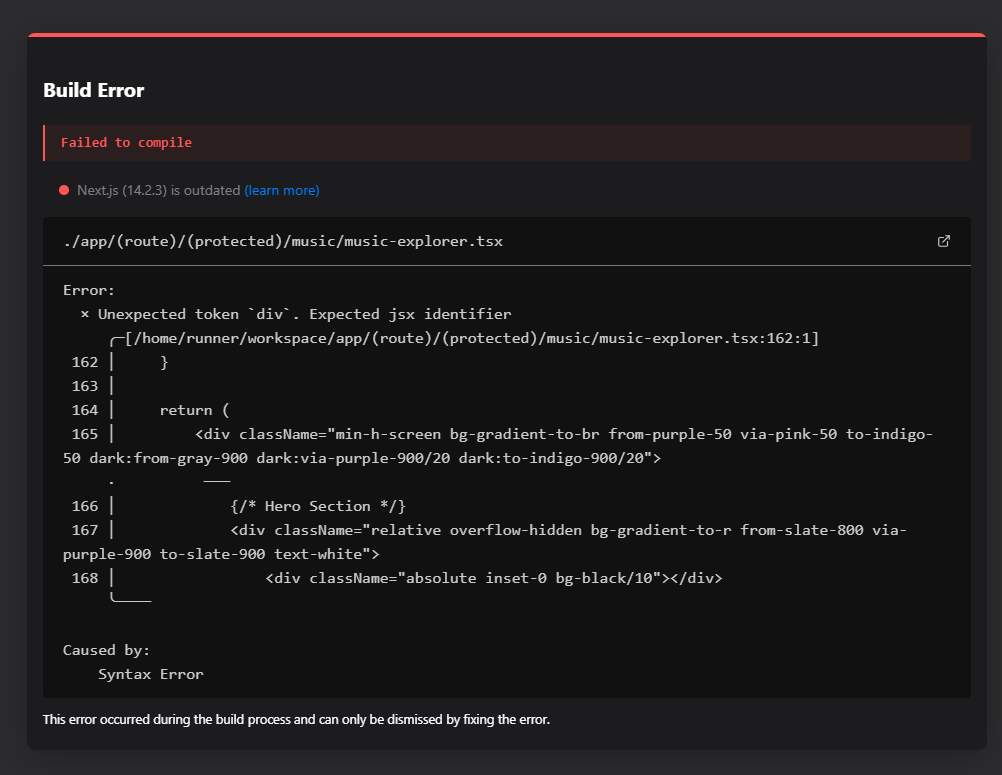 Build Error
Failed to compile
Next.js (14.2.3) is outdated (learn more)
./app/(route)/(protected)/music/music-explorer.tsx
Error:
× Unexpected token `div`. Expected jsx identifier
╭─[/home/runner/workspace/app/(route)/(protected)/music/music-explorer.tsx:162:1]
162 │     }
163 │
164 │     return (
165 │         <div className="min-h-screen bg-gradient-to-br from-purple-50 via-pink-50 to-indigo-
50 dark:from-gray-900 dark:via-purple-900/20 dark:to-indigo-900/20">
·          ───
166 │             {/* Hero Section */}
167 │             <div className="relative overflow-hidden bg-gradient-to-r from-slate-800 via-
purple-900 to-slate-900 text-white">
168 │                 <div className="absolute inset-0 bg-black/10"></div>
╰────
Caused by:
Syntax Error
This error occurred during the build process and can only be dismissed by fixing the error.